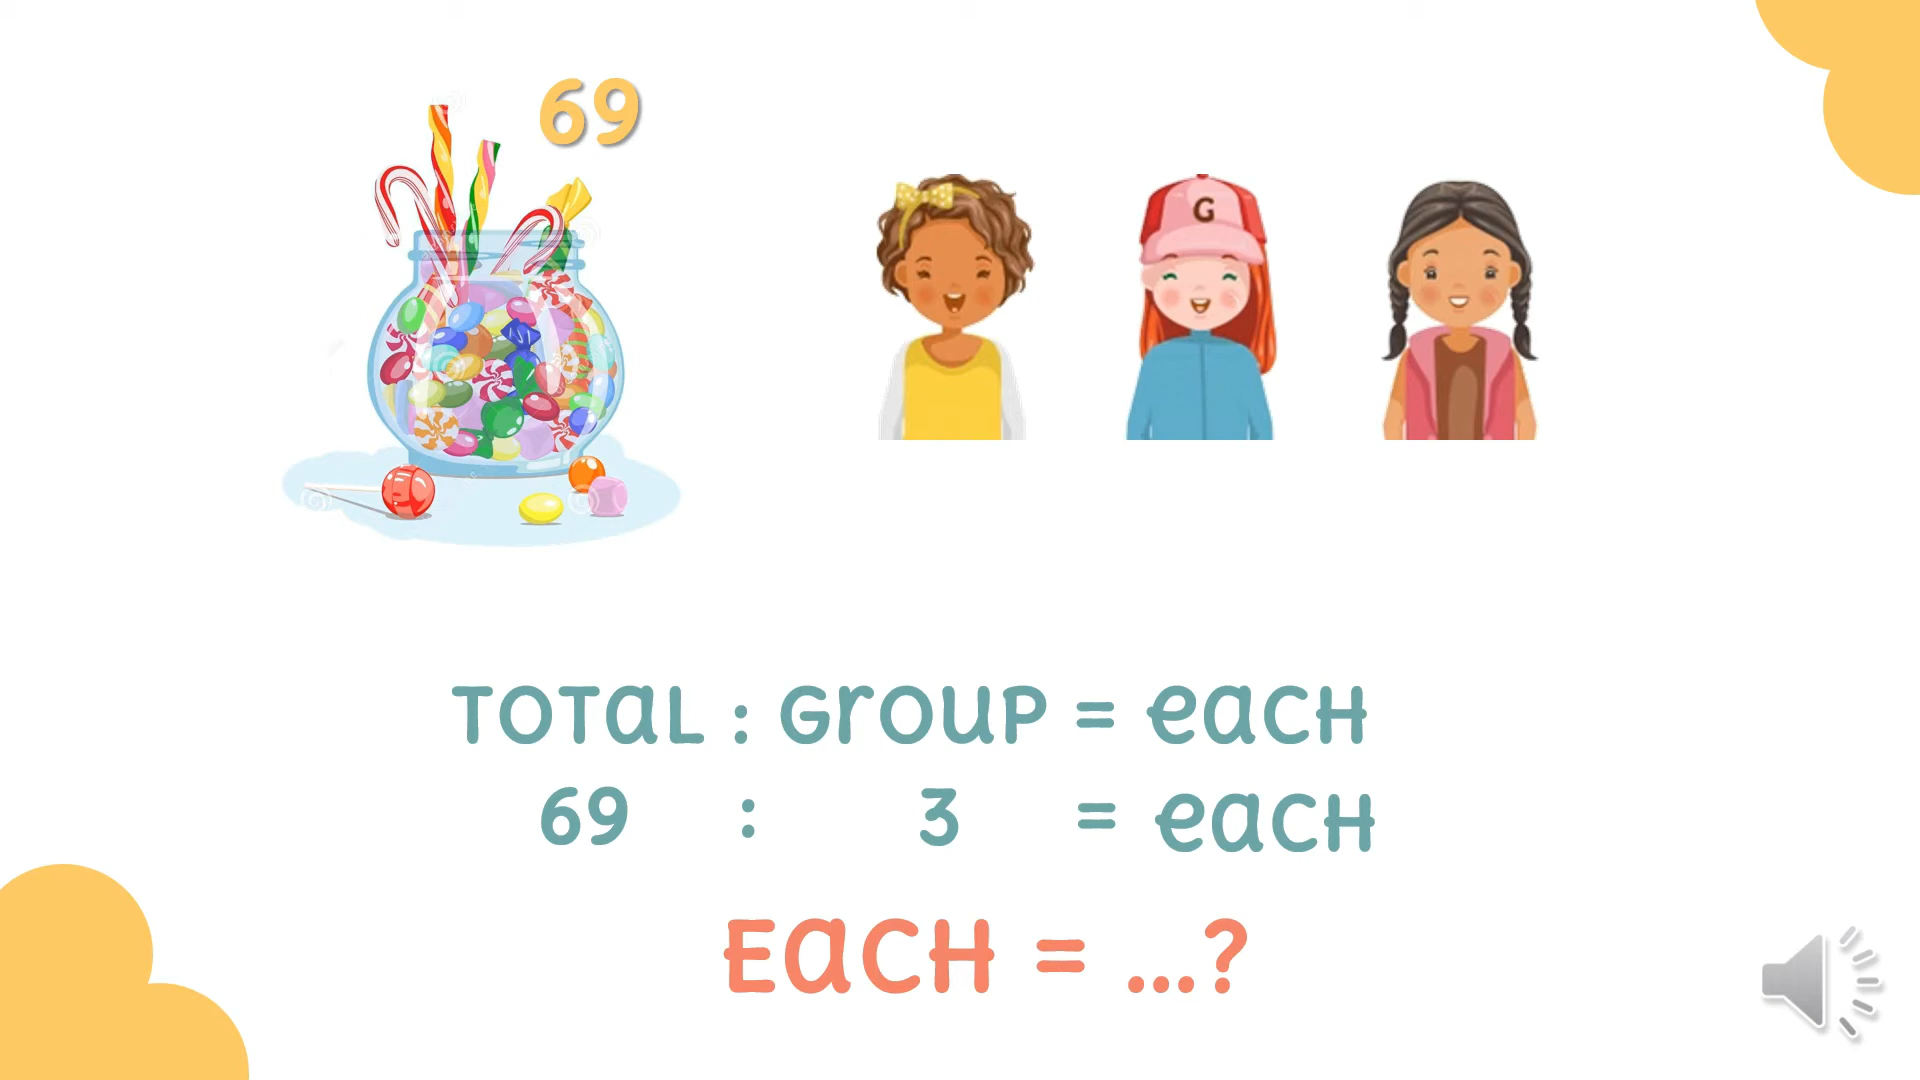 69
G
TOTAL : GROUP = EACH
69 : 3 = EACH
EACH = ...?